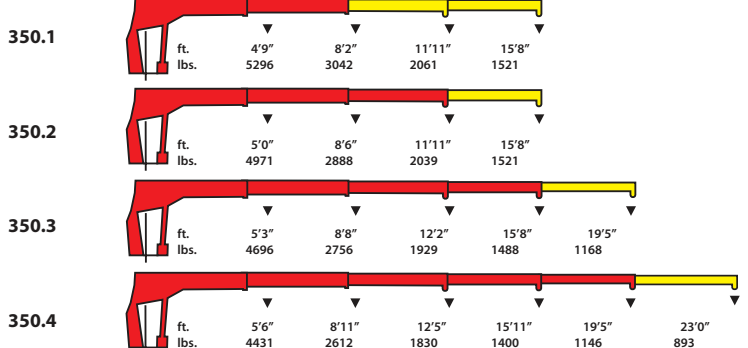 350.1
ft. 4’9” 8’2” 11’11” 15’8”
lbs. 5296 3042 2061 1521
350.2
ft. 5’0” 8’6” 11’11” 15’8”
lbs. 4971 2888 2039 1521
350.3
ft. 5’3” 8’8” 12’2” 15’8” 19’5”
lbs. 4696 2756 1929 1488 1168
350.4
ft. 5’6” 8’11” 12’5” 15’11” 19’5” 23’0”
lbs. 4431 2612 1830 1400 1146 893